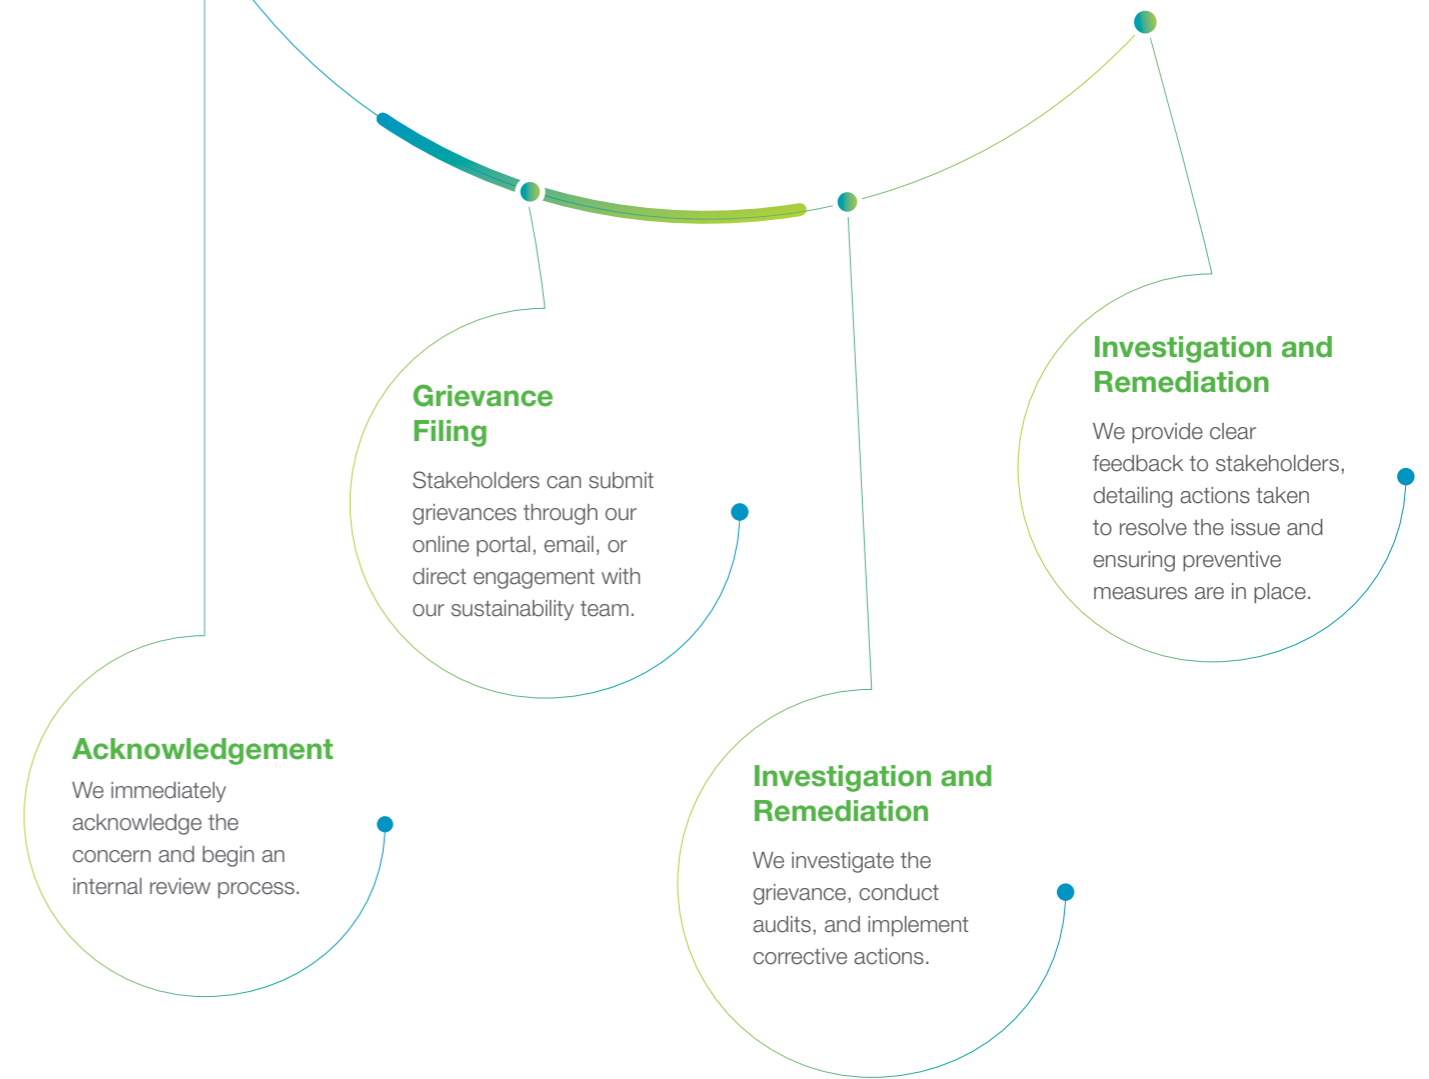 Acknowledgement
We immediately
acknowledge the
concern and begin an
internal review process.
Grievance
Filing
Stakeholders can submit
grievances through our
online portal, email, or
direct engagement with
our sustainability team.
Investigation and
Remediation
We investigate the
grievance, conduct
audits, and implement
corrective actions.
Investigation and
Remediation
We provide clear
feedback to stakeholders,
detailing actions taken
to resolve the issue and
ensuring preventive
measures are in place.